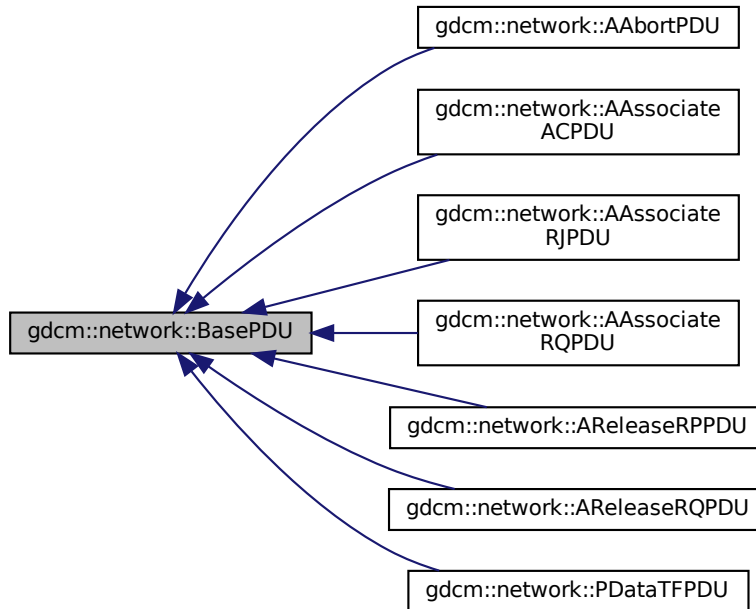 gdcm::network::AAbortPDU
gdcm::network::AAssociate
ACPDU
gdcm::network::AAssociate
RJPDU
gdcm::network::BasePDU
gdcm::network::AAssociate
RQPDU
gdcm::network::AReleaseRPPDU
gdcm::network::AReleaseRQPDU
gdcm::network::PDataTFPDU